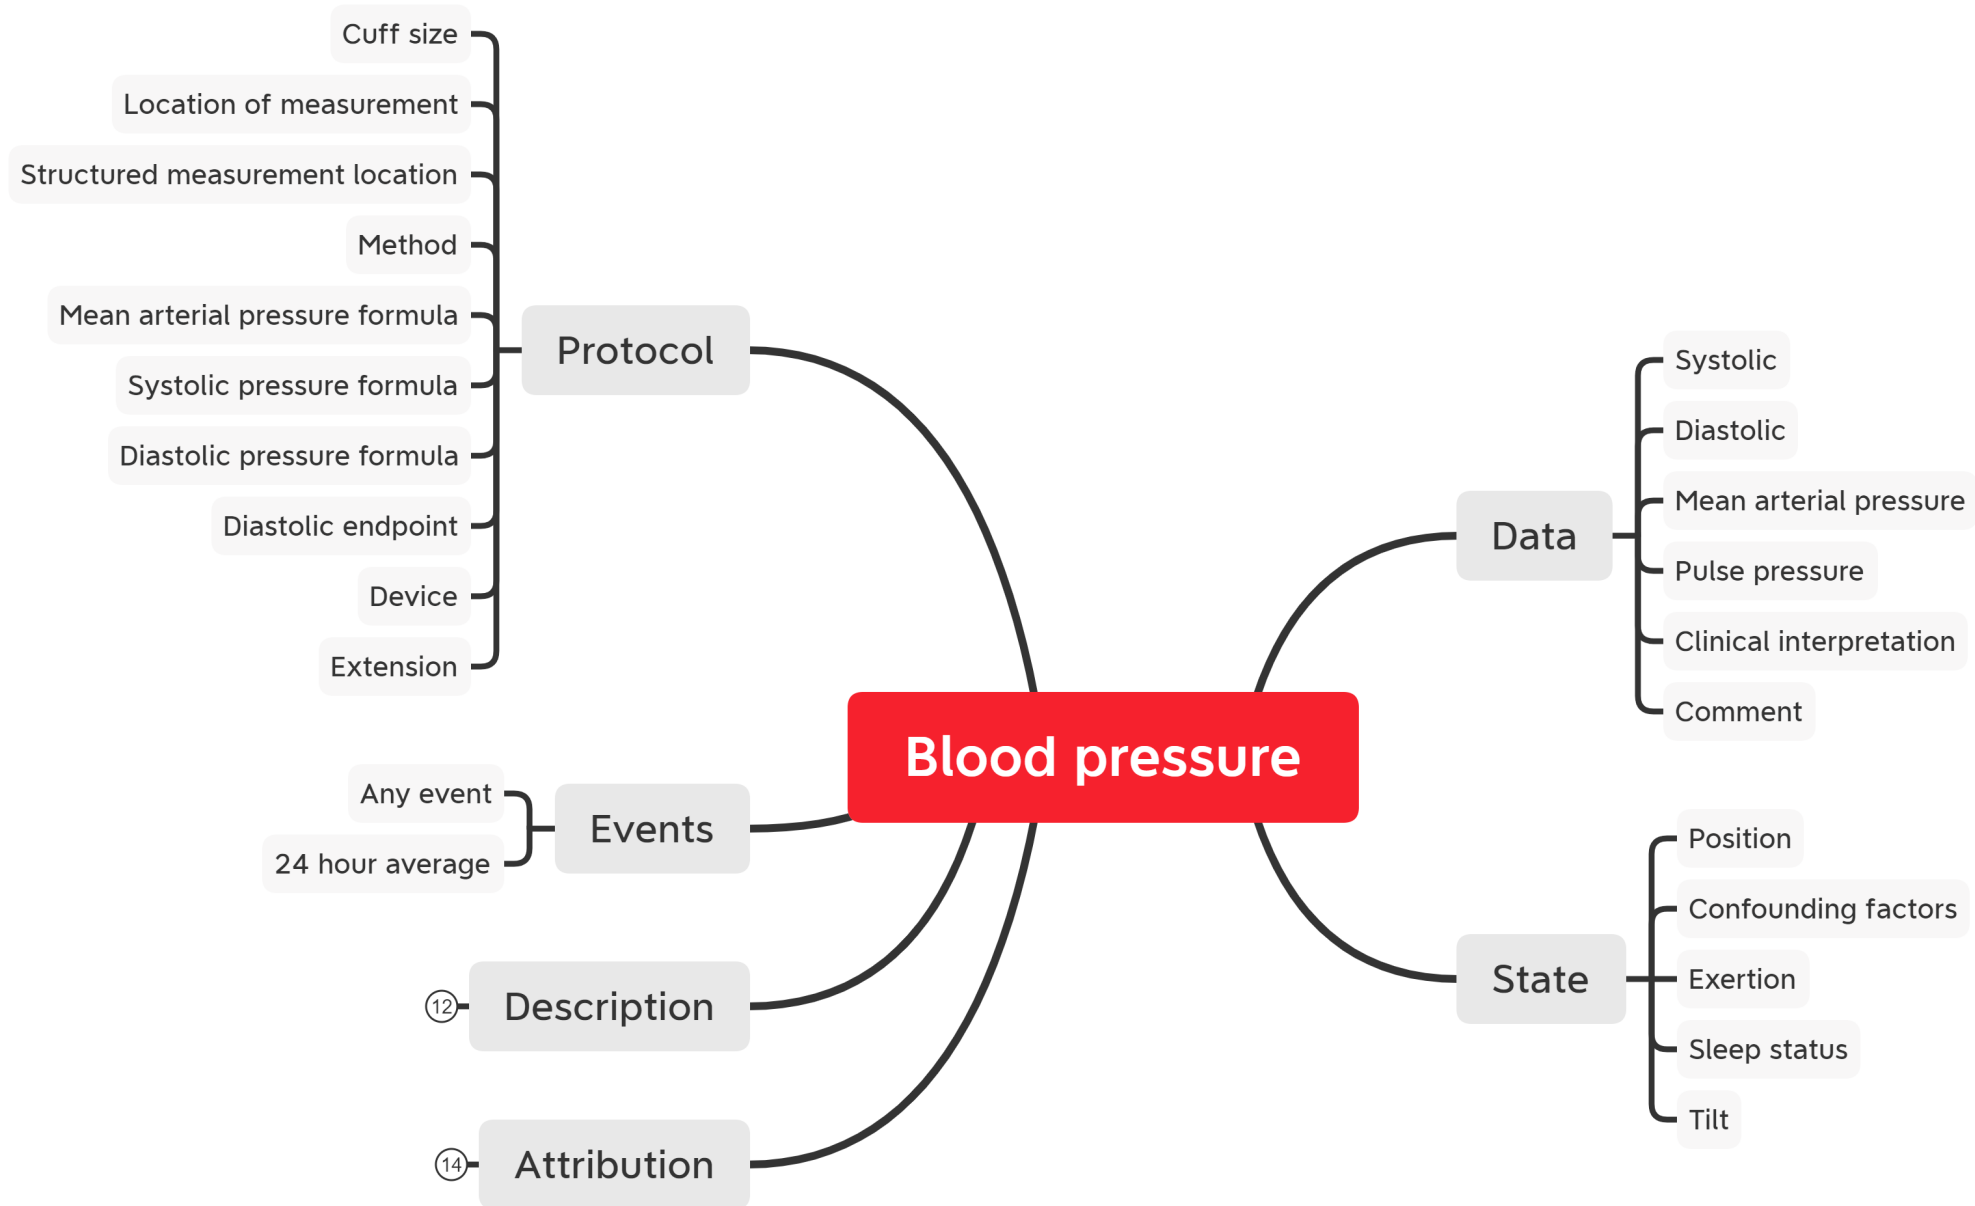 Cuff size
Location of measurement
Structured measurement location
Method
Mean arterial pressure formula
Systolic pressure formula
Diastolic pressure formula
Diastolic endpoint
Device
Extension
Protocol
Any event
24 hour average
Events
12
Description
14
Attribution
Blood pressure
Data
Systolic
Diastolic
Mean arterial pressure
Pulse pressure
Clinical interpretation
Comment
State
Position
Confounding factors
Exertion
Sleep status
Tilt